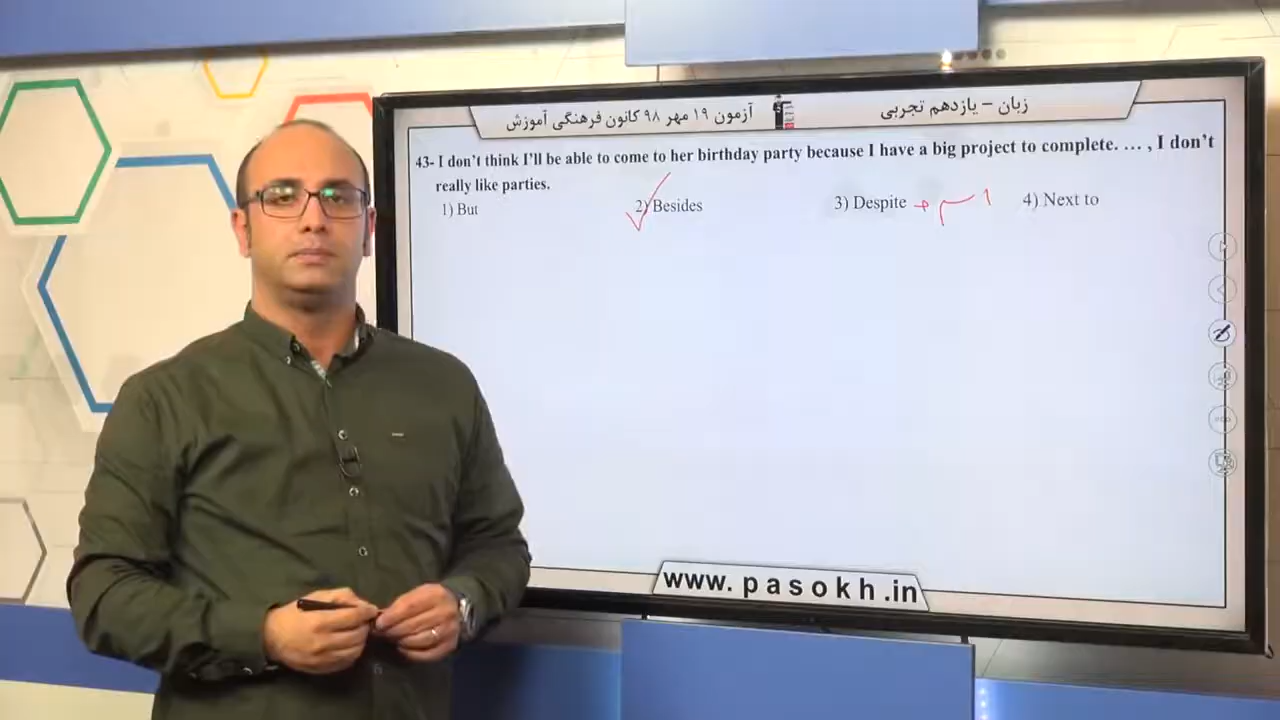 زبان – یازدهم تجربی
آزمون ۱۹ مهر ۹۸ کانون فرهنگی آموزش
43- I don't think I'll be able to come to her birthday party because I have a big project to complete. … , I don't
really like parties.
1) But 2) Besides 3) Despite + اسم 4) Next to
www. pasokh.in